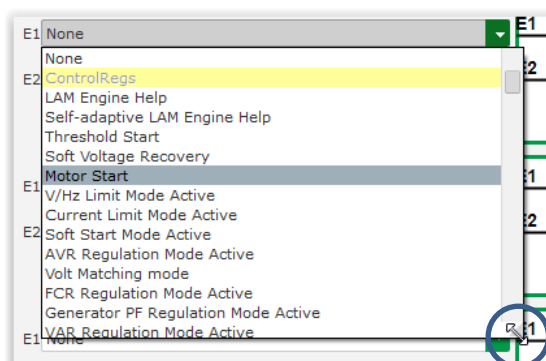 E1 None E1
None
E2 ControlRegs E2
LAM Engine Help
Self-adaptive LAM Engine Help
Threshold Start
Soft Voltage Recovery
Motor Start
E1 V/Hz Limit Mode Active E1
Current Limit Mode Active
E2 Soft Start Mode Active E2
AVR Regulation Mode Active
Volt Matching mode
FCR Regulation Mode Active
Generator PF Regulation Mode Active
VAR Regulation Mode Active
E1 None E1